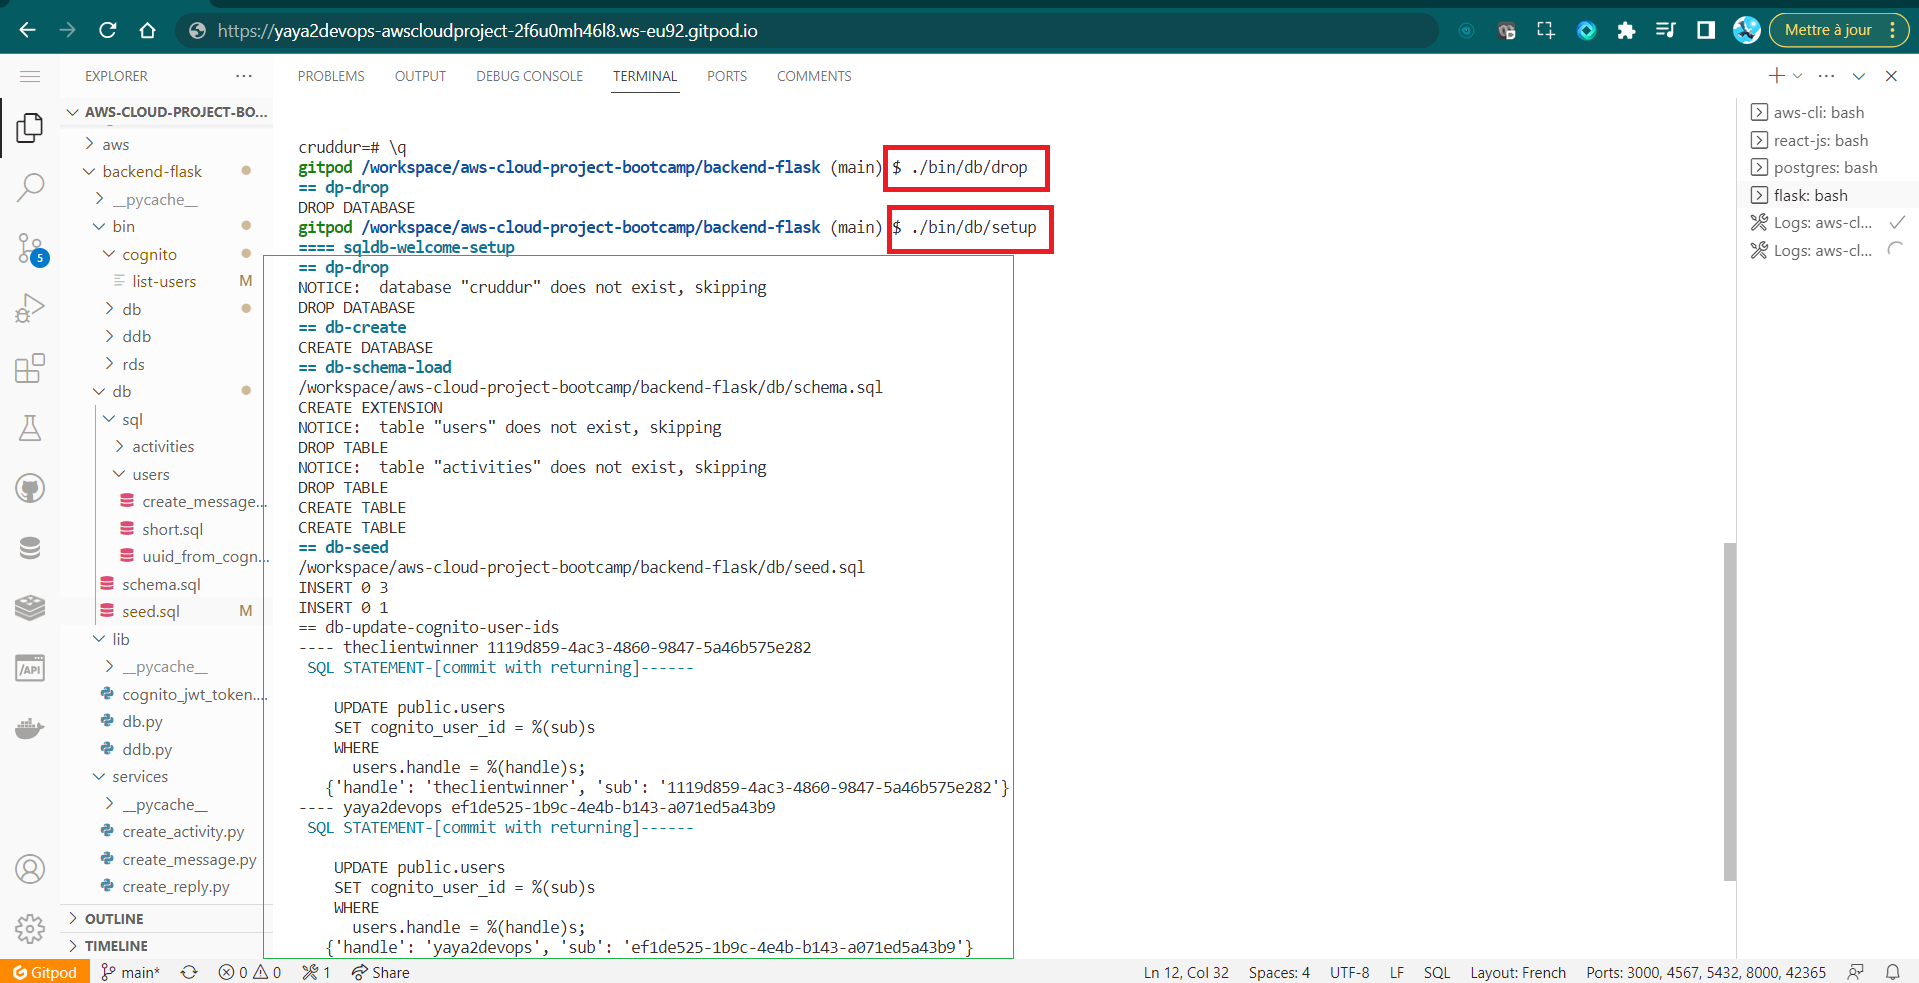 https://yaya2devops-awscloudproject-2f6u0mh46l8.ws-eu92.gitpod.io
Mettre à jour
EXPLORER
AWS-CLOUD-PROJECT-BO...
aws
backend-flask
__pycache__
bin
cognito
list-users M
db
ddb
rds
db
sql
activities
users
create_message...
short.sql
uuid_from_cogn...
schema.sql
seed.sql M
lib
__pycache__
cognito_jwt_token....
db.py
ddb.py
services
__pycache__
create_activity.py
create_message.py
create_reply.py
OUTLINE
TIMELINE
5
/API
PROBLEMS OUTPUT DEBUG CONSOLE TERMINAL PORTS COMMENTS
cruddur=# \q
gitpod /workspace/aws-cloud-project-bootcamp/backend-flask (main) $ ./bin/db/drop
== dp-drop
DROP DATABASE
gitpod /workspace/aws-cloud-project-bootcamp/backend-flask (main) $ ./bin/db/setup
==== sqldb-welcome-setup
== dp-drop
NOTICE:  database "cruddur" does not exist, skipping
DROP DATABASE
== db-create
CREATE DATABASE
== db-schema-load
/workspace/aws-cloud-project-bootcamp/backend-flask/db/schema.sql
CREATE EXTENSION
NOTICE:  table "users" does not exist, skipping
DROP TABLE
NOTICE:  table "activities" does not exist, skipping
DROP TABLE
CREATE TABLE
CREATE TABLE
== db-seed
/workspace/aws-cloud-project-bootcamp/backend-flask/db/seed.sql
INSERT 0 3
INSERT 0 1
== db-update-cognito-user-ids
---- theclientwinner 1119d859-4ac3-4860-9847-5a46b575e282
SQL STATEMENT-[commit with returning]------
UPDATE public.users
SET cognito_user_id = %(sub)s
WHERE
users.handle = %(handle)s;
{'handle': 'theclientwinner', 'sub': '1119d859-4ac3-4860-9847-5a46b575e282'}
---- yaya2devops ef1de525-1b9c-4e4b-b143-a071ed5a43b9
SQL STATEMENT-[commit with returning]------
UPDATE public.users
SET cognito_user_id = %(sub)s
WHERE
users.handle = %(handle)s;
{'handle': 'yaya2devops', 'sub': 'ef1de525-1b9c-4e4b-b143-a071ed5a43b9'}
aws-cli: bash
react-js: bash
postgres: bash
flask: bash
Logs: aws-cl...
Logs: aws-cl...
Gitpod main* 0 0 1 Share Ln 12, Col 32 Spaces: 4 UTF-8 LF SQL Layout: French Ports: 3000, 4567, 5432, 8000, 42365